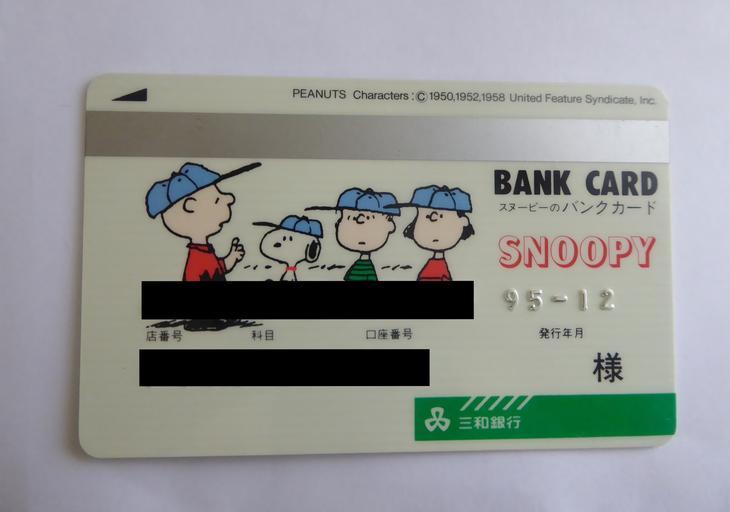 PEANUTS Characters:©1950,1952,1958 United Feature Syndicate, Inc.
BANK CARD
スヌーピーのバンクカード
SNOOPY
95-12
店番号 科目 口座番号 発行年月
様
三和銀行